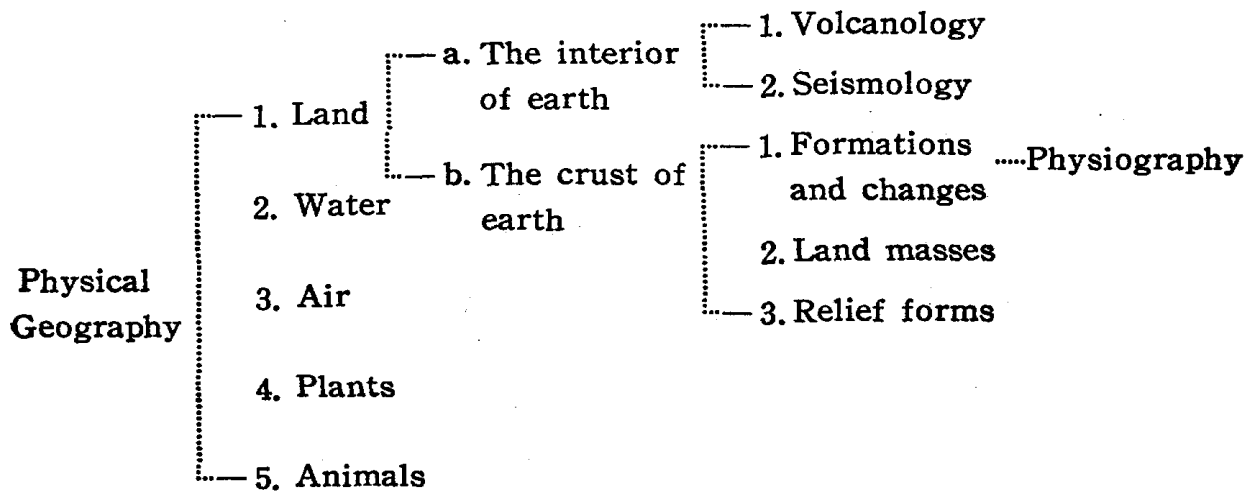 Physical
Geography
1. Land
2. Water
3. Air
4. Plants
5. Animals
a. The interior
of earth
b. The crust of
earth
1. Volcanology
2. Seismology
1. Formations
and changes
2. Land masses
3. Relief forms
Physiography